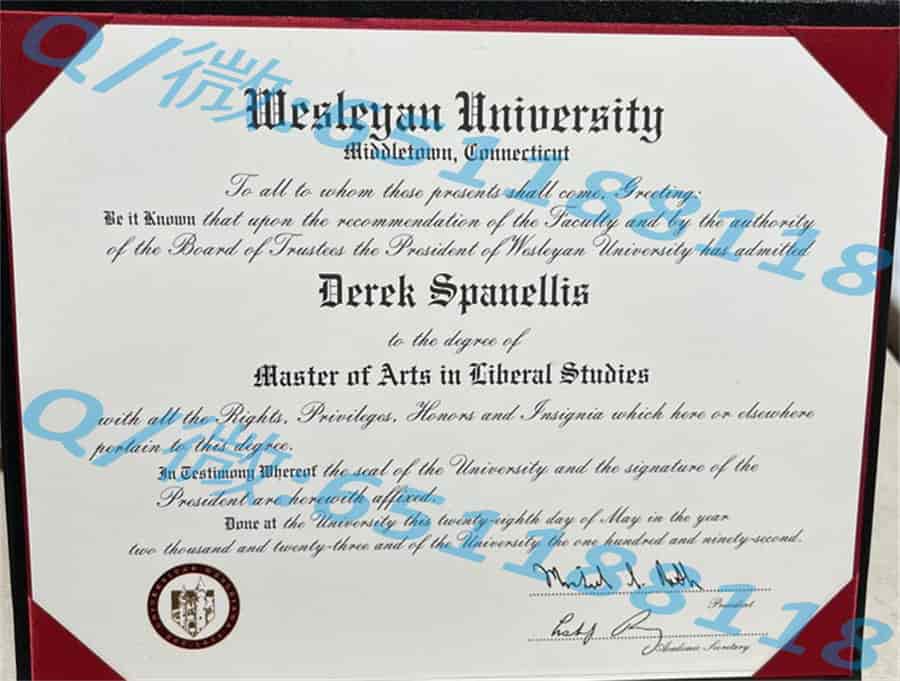 Wesleyan University
Middletown, Connecticut
To all to whom these presents shall come, Greeting:
Be it Known that upon the recommendation of the Faculty and by the authority
of the Board of Trustees the President of Wesleyan University has admitted
Derek Spanellis
to the degree of
Master of Arts in Liberal Studies
with all the Rights, Privileges, Honors and Insignia which here or elsewhere
pertain to this degree.
In Testimony Whereof the seal of the University and the signature of the
President are herewith affixed.
Done at the University this twenty-eighth day of May in the year
two thousand and twenty-three and of the University the one hundred and ninety-second.
President
Academic Secretary
Q/微:65118118
Q/微:65118118